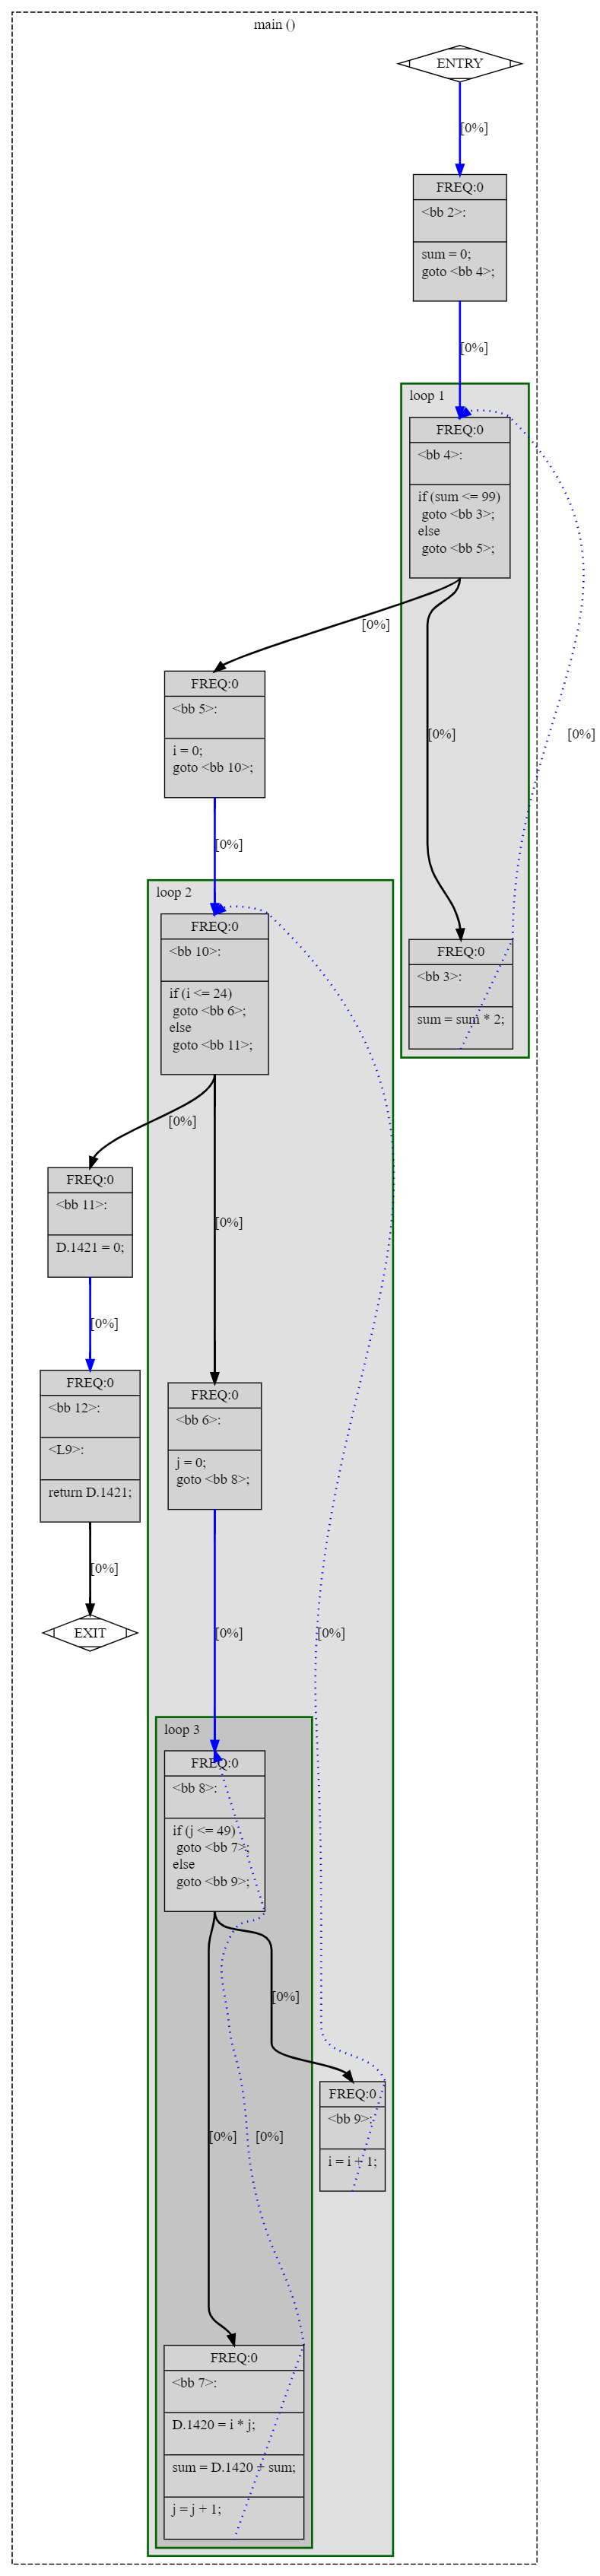 main ()
ENTRY
[0%]
FREQ:0
<bb 2>:
sum = 0;
goto <bb 4>;
[0%]
loop 1
FREQ:0
<bb 4>:
if (sum <= 99)
goto <bb 3>;
else
goto <bb 5>;
[0%]
FREQ:0
<bb 5>:
i = 0;
goto <bb 10>;
[0%]
[0%]
[0%]
loop 2
FREQ:0
<bb 10>:
if (i <= 24)
goto <bb 6>;
else
goto <bb 11>;
FREQ:0
<bb 3>:
sum = sum * 2;
[0%]
FREQ:0
<bb 11>:
D.1421 = 0;
[0%]
[0%]
FREQ:0
<bb 12>:
<L9>:
return D.1421;
FREQ:0
<bb 6>:
j = 0;
goto <bb 8>;
[0%]
EXIT
[0%]
[0%]
loop 3
FREQ:0
<bb 8>:
if (j <= 49)
goto <bb 7>;
else
goto <bb 9>;
[0%]
FREQ:0
<bb 9>:
i = i + 1;
[0%]
[0%]
FREQ:0
<bb 7>:
D.1420 = i * j;
sum = D.1420 + sum;
j = j + 1;